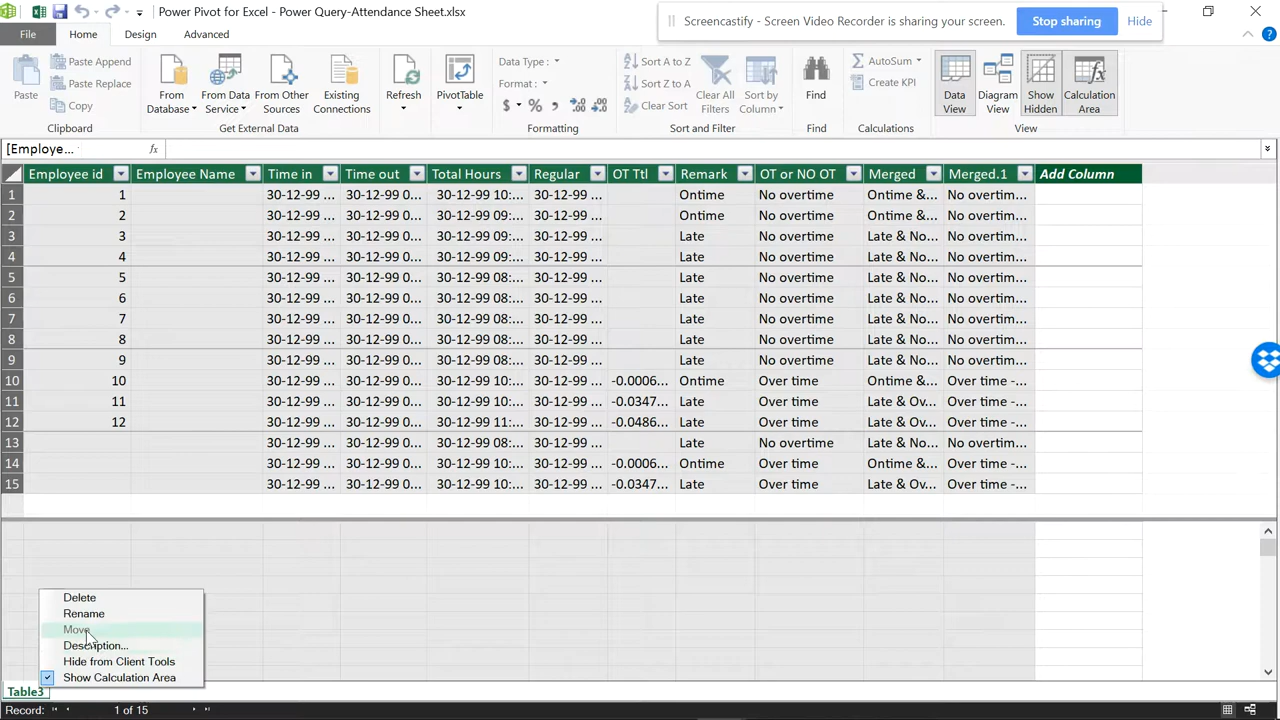 Power Pivot for Excel - Power Query-Attendance Sheet.xlsx
Screencastify - Screen Video Recorder is sharing your screen. Stop sharing Hide
File Home Design Advanced
Paste
Paste Append
Paste Replace
Copy
Clipboard
From Database
From Data Service
From Other Sources
Existing Connections
Get External Data
Refresh
PivotTable
Data Type :
Format :
$ % ,
Formatting
Sort A to Z
Sort Z to A
Clear Sort
Clear All Filters
Sort by Column
Sort and Filter
Find
Find
AutoSum
Create KPI
Calculations
Data View
Diagram View
Show Hidden
Calculation Area
View
[Employe... fx
Employee id Employee Name Time in Time out Total Hours Regular OT Ttl Remark OT or NO OT Merged Merged.1 Add Column
1 1 30-12-99 ... 30-12-99 0... 30-12-99 10:... 30-12-99 ... Ontime No overtime Ontime &... No overtim...
2 2 30-12-99 ... 30-12-99 0... 30-12-99 09:... 30-12-99 ... Ontime No overtime Ontime &... No overtim...
3 3 30-12-99 ... 30-12-99 0... 30-12-99 09:... 30-12-99 ... Late No overtime Late & No... No overtim...
4 4 30-12-99 ... 30-12-99 0... 30-12-99 09:... 30-12-99 ... Late No overtime Late & No... No overtim...
5 5 30-12-99 ... 30-12-99 0... 30-12-99 08:... 30-12-99 ... Late No overtime Late & No... No overtim...
6 6 30-12-99 ... 30-12-99 0... 30-12-99 08:... 30-12-99 ... Late No overtime Late & No... No overtim...
7 7 30-12-99 ... 30-12-99 0... 30-12-99 08:... 30-12-99 ... Late No overtime Late & No... No overtim...
8 8 30-12-99 ... 30-12-99 0... 30-12-99 08:... 30-12-99 ... Late No overtime Late & No... No overtim...
9 9 30-12-99 ... 30-12-99 0... 30-12-99 08:... 30-12-99 ... Late No overtime Late & No... No overtim...
10 10 30-12-99 ... 30-12-99 0... 30-12-99 10:... 30-12-99 ... -0.0006... Ontime Over time Ontime &... Over time -...
11 11 30-12-99 ... 30-12-99 0... 30-12-99 10:... 30-12-99 ... -0.0347... Late Over time Late & Ov... Over time -...
12 12 30-12-99 ... 30-12-99 0... 30-12-99 11:... 30-12-99 ... -0.0486... Late Over time Late & Ov... Over time -...
13 30-12-99 ... 30-12-99 0... 30-12-99 08:... 30-12-99 ... Late No overtime Late & No... No overtim...
14 30-12-99 ... 30-12-99 0... 30-12-99 10:... 30-12-99 ... -0.0006... Ontime Over time Ontime &... Over time -...
15 30-12-99 ... 30-12-99 0... 30-12-99 10:... 30-12-99 ... -0.0347... Late Over time Late & Ov... Over time -...
Delete
Rename
Move
Description...
Hide from Client Tools
Show Calculation Area
Table3
Record: 1 of 15